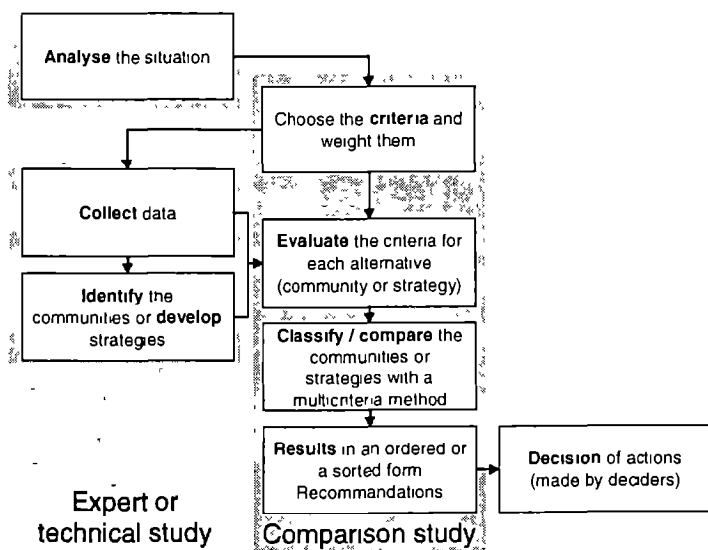 Analyse the situation
Choose the criteria and
weight them
Collect data
Evaluate the criteria for
each alternative
(community or strategy)
Identify the
communities or develop
strategies
Classify / compare the
communities or
strategies with a
multicriteria method
Results in an ordered or
a sorted form
Recommandations
Decision of actions
(made by deciders)
Expert or
technical study
Comparison study